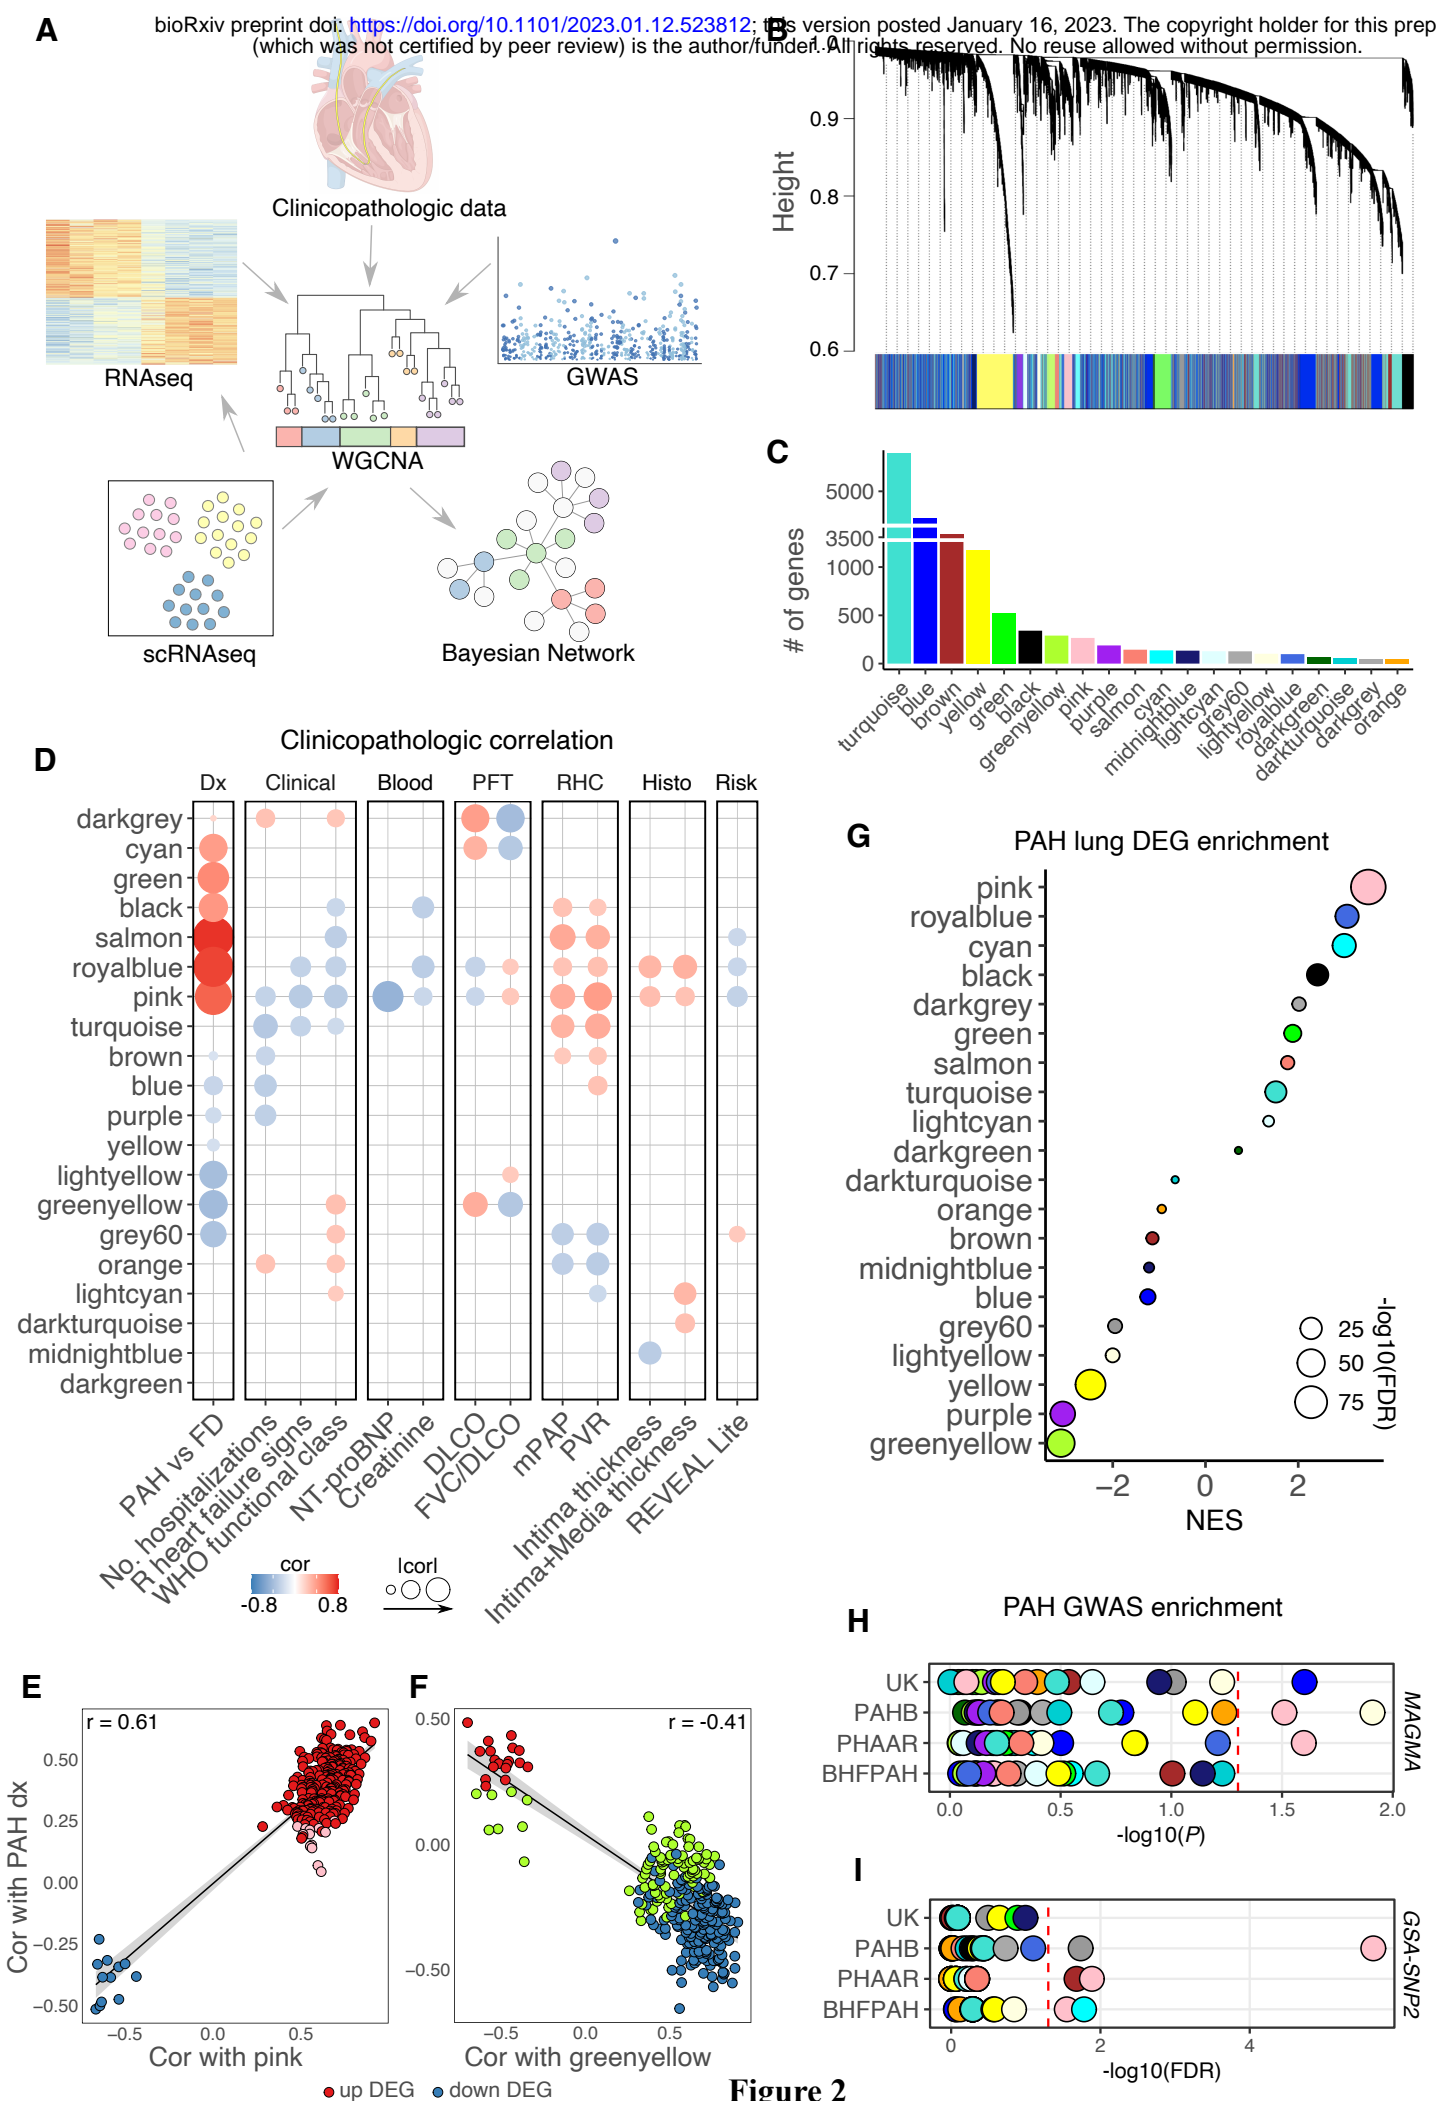 bioRxiv preprint doi: https://doi.org/10.1101/2023.01.12.523812; this version posted January 16, 2023. The copyright holder for this prep
(which was not certified by peer review) is the author/funder. All rights reserved. No reuse allowed without permission.
A
Clinicopathologic data
RNAseq
GWAS
WGCNA
scRNAseq
Bayesian Network
B
Height
1.0
0.9
0.8
0.7
0.6
C
# of genes
5000
3500
1000
500
0
turquoise
blue
brown
yellow
green
black
greenyellow
pink
purple
salmon
cyan
midnightblue
lightcyan
grey60
lightyellow
royalblue
darkgreen
darkturquoise
darkgrey
orange
D
Clinicopathologic correlation
Dx Clinical Blood PFT RHC Histo Risk
darkgrey
cyan
green
black
salmon
royalblue
pink
turquoise
brown
blue
purple
yellow
lightyellow
greenyellow
grey60
orange
lightcyan
darkturquoise
midnightblue
darkgreen
PAH vs FD
No. hospitalizations
R heart failure signs
WHO functional class
NT-proBNP
Creatinine
DLCO
FVC/DLCO
mPAP
PVR
Intima thickness
Intima+Media thickness
REVEAL Lite
cor
-0.8 0.8
|cor|
G
PAH lung DEG enrichment
pink
royalblue
cyan
black
darkgrey
green
salmon
turquoise
lightcyan
darkgreen
darkturquoise
orange
brown
midnightblue
blue
grey60
lightyellow
yellow
purple
greenyellow
−2 0 2
NES
-log10(FDR)
25
50
75
E
r = 0.61
Cor with PAH dx
0.50
0.25
0.00
−0.25
−0.50
−0.5 0.0 0.5
Cor with pink
F
r = -0.41
0.50
0.00
−0.50
−0.5 0.0 0.5
Cor with greenyellow
up DEG down DEG
H
PAH GWAS enrichment
UK
PAHB
PHAAR
BHFPAH
MAGMA
0.0 0.5 1.0 1.5 2.0
-log10(P)
I
UK
PAHB
PHAAR
BHFPAH
GSA-SNP2
0 2 4
-log10(FDR)
Figure 2